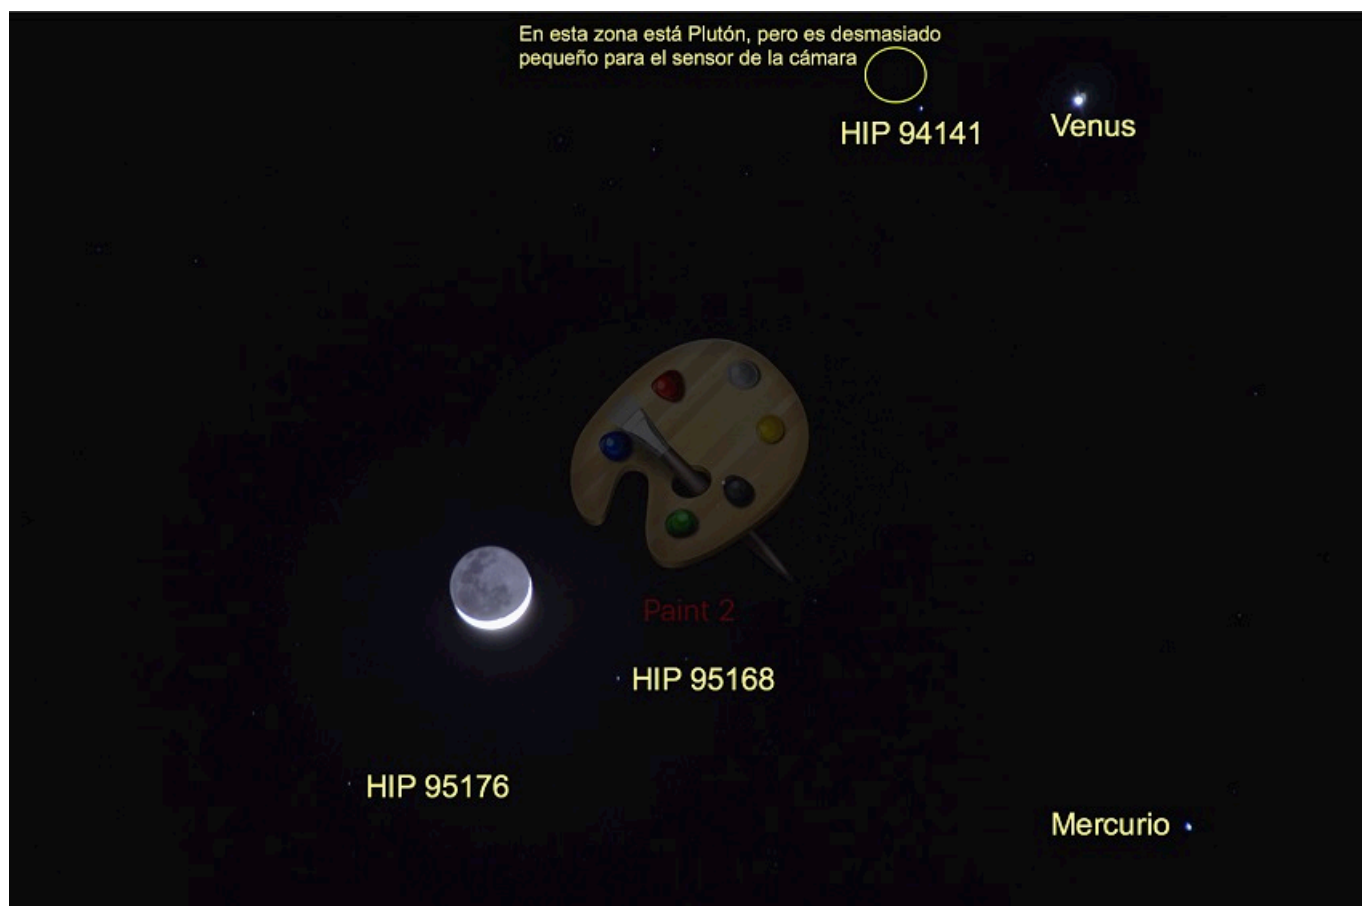 En esta zona está Plutón, pero es desmasiado
pequeño para el sensor de la cámara
HIP 94141
Venus
Paint 2
HIP 95168
HIP 95176
Mercurio